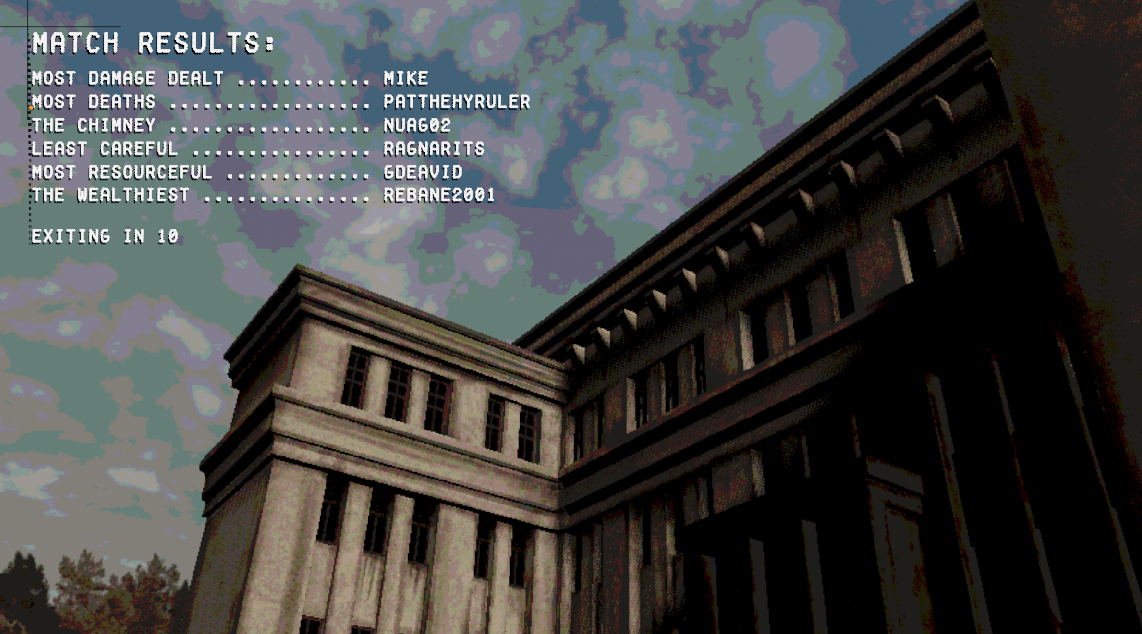 MATCH RESULTS:
MOST DAMAGE DEALT ............ MIKE
MOST DEATHS .................. PATTHEHYRULER
THE CHIMNEY .................. NUAG02
LEAST CAREFUL ................ RAGNARITS
MOST RESOURCEFUL ............. GDEAVID
THE WEALTHIEST ............... REBANE2001
EXITING IN 10